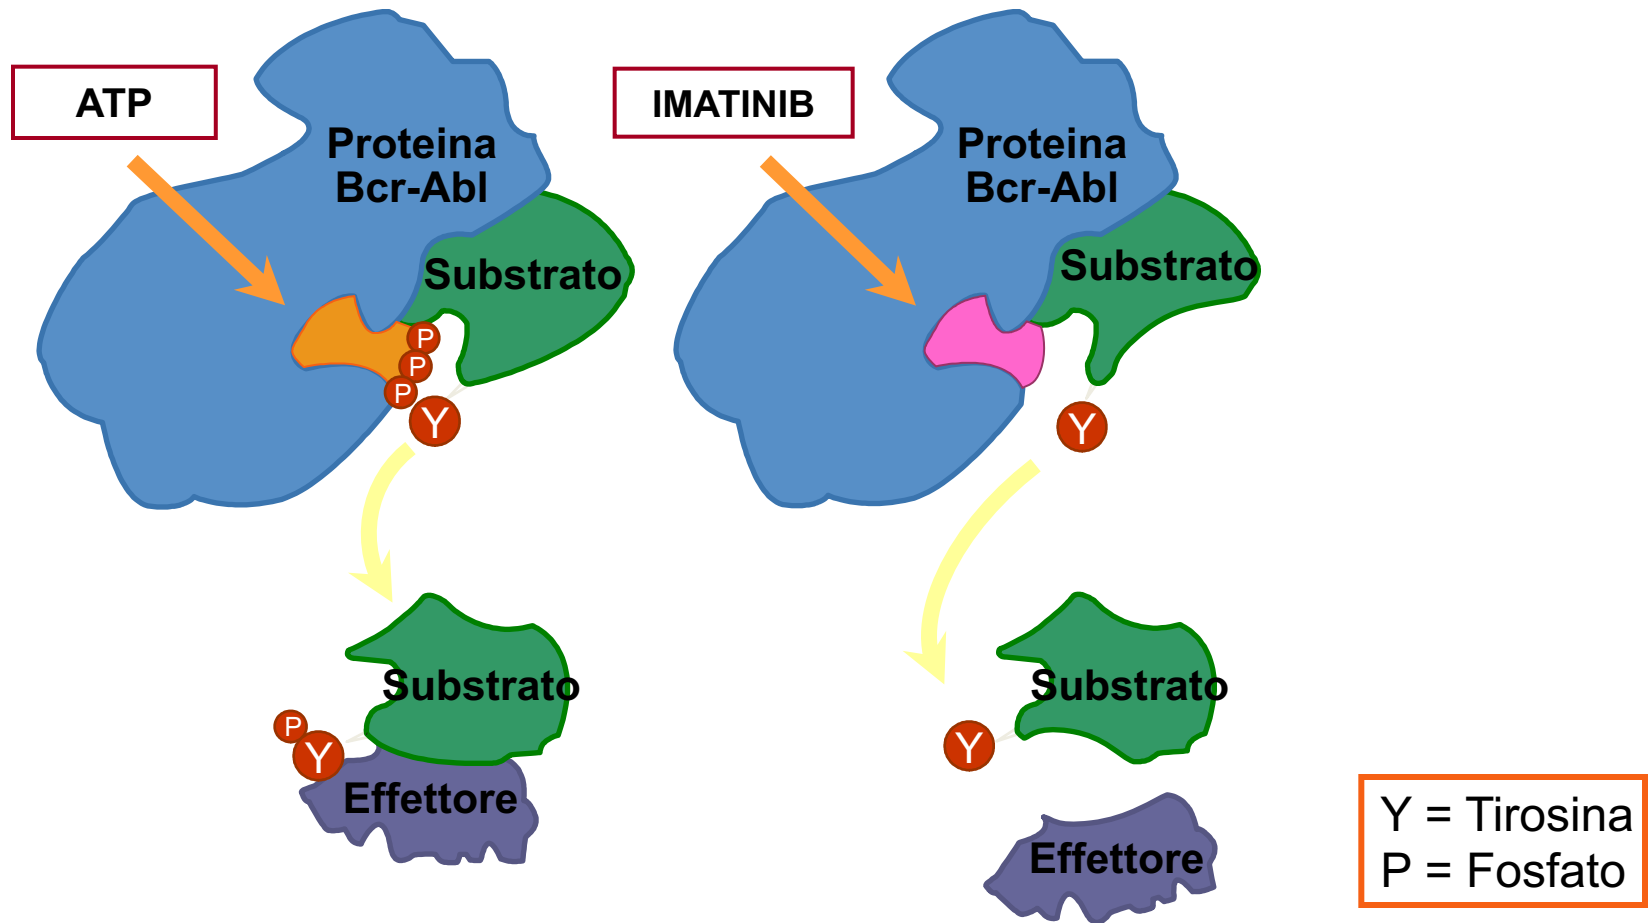 ATP
Proteina
Bcr-Abl
Substrato
P
P
P
Y
Substrato
P
Y
Effettore
IMATINIB
Proteina
Bcr-Abl
Substrato
Y
Substrato
Y
Effettore
Y = Tirosina
P = Fosfato